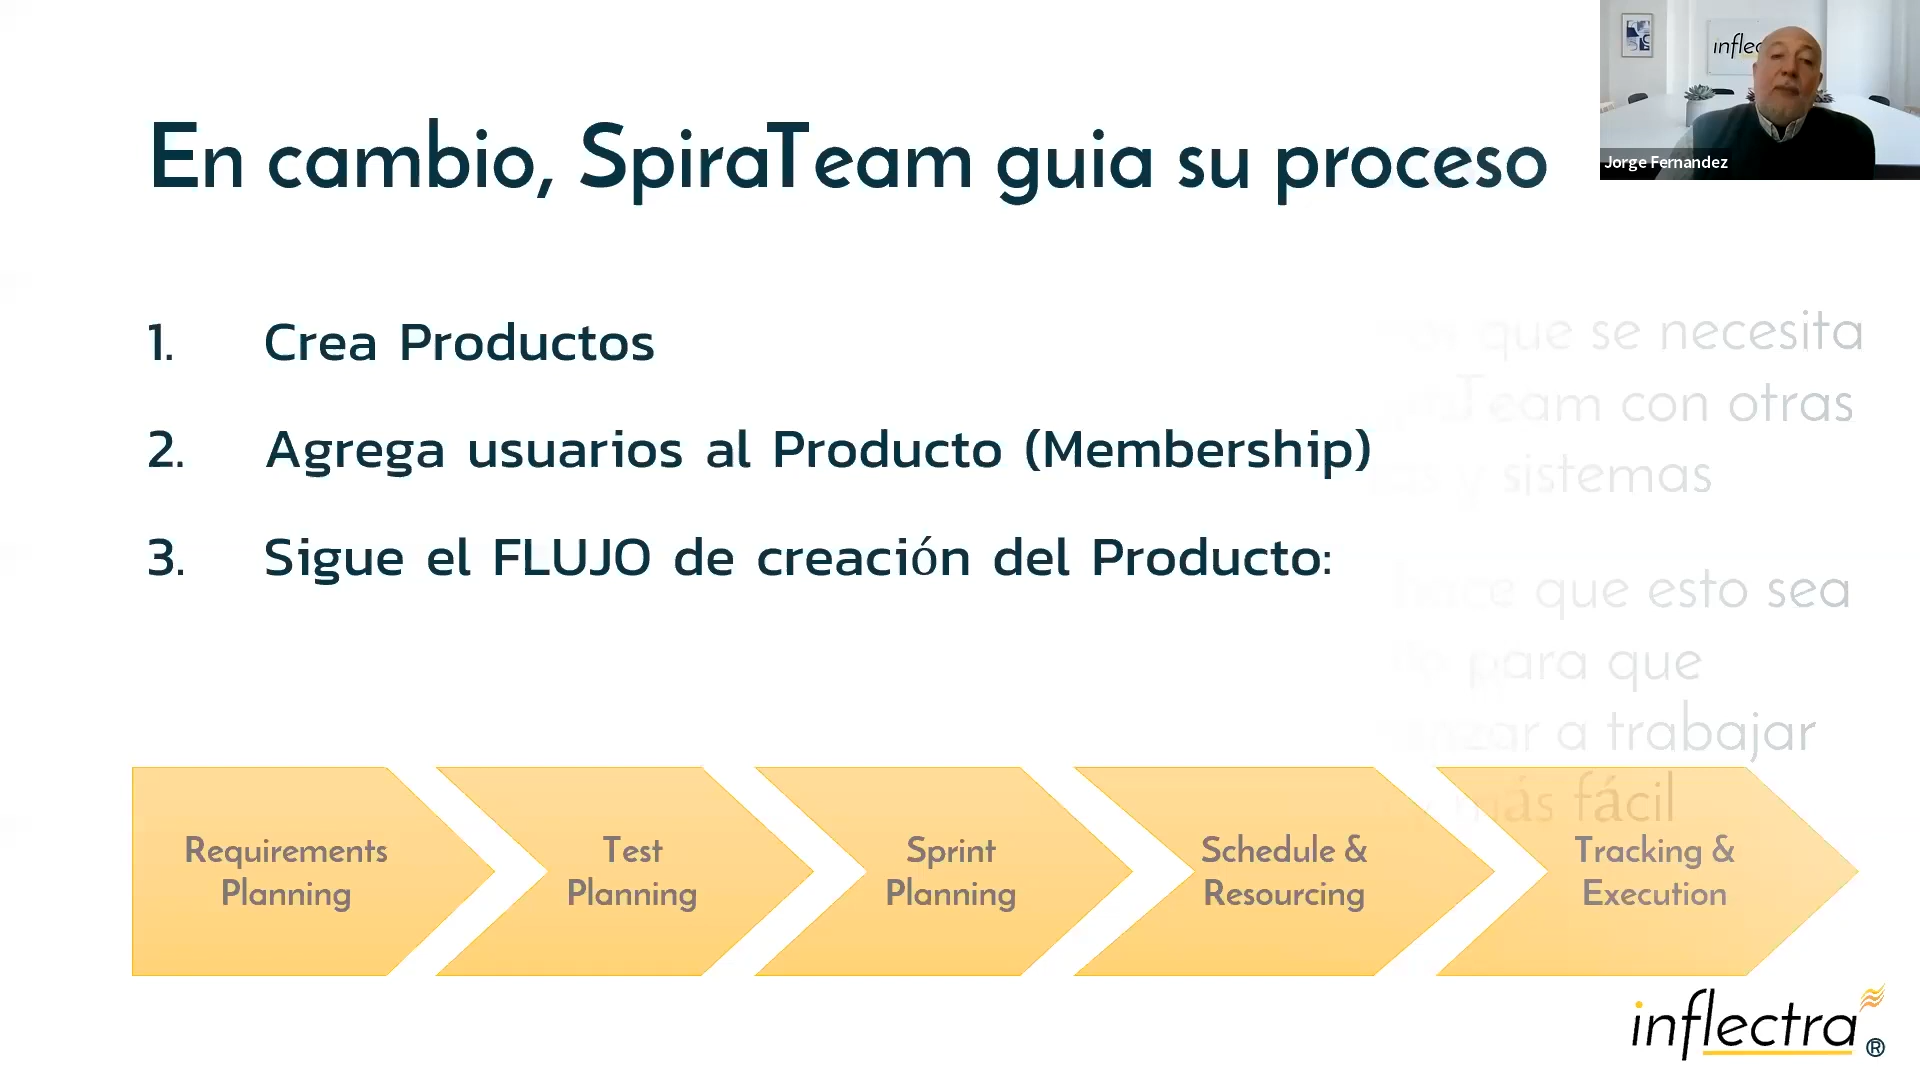 En cambio, SpiraTeam guia su proceso
inflec
Jorge Fernandez
1. Crea Productos
2. Agrega usuarios al Producto (Membership)
3. Sigue el FLUJO de creación del Producto:
que se necesita
Team con otras
y sistemas
hace que esto sea
para que
a trabajar
más fácil
Requirements
Planning
Test
Planning
Sprint
Planning
Schedule &
Resourcing
Tracking &
Execution
inflectra®